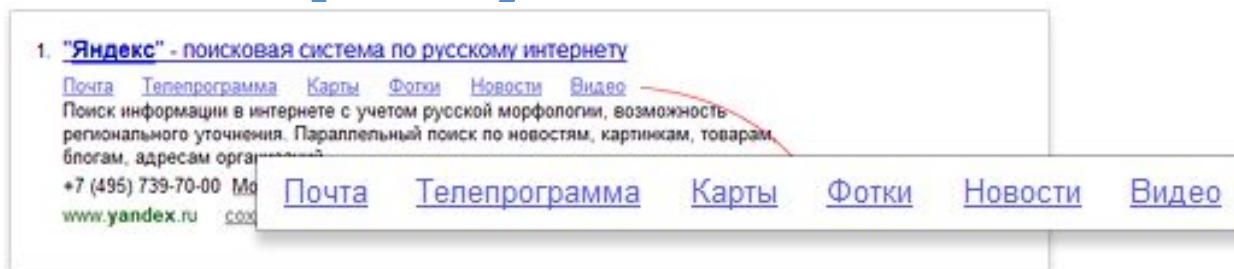 1. "Яндекс" - поисковая система по русскому интернету
Почта Телепрограмма Карты Фотки Новости Видео
Поиск информации в интернете с учетом русской морфологии, возможность
регионального уточнения. Параллельный поиск по новостям, картинкам, товарам,
блогам, адресам
+7 (495) 739-70-00
www.yandex.ru
Почта Телепрограмма Карты Фотки Новости Видео